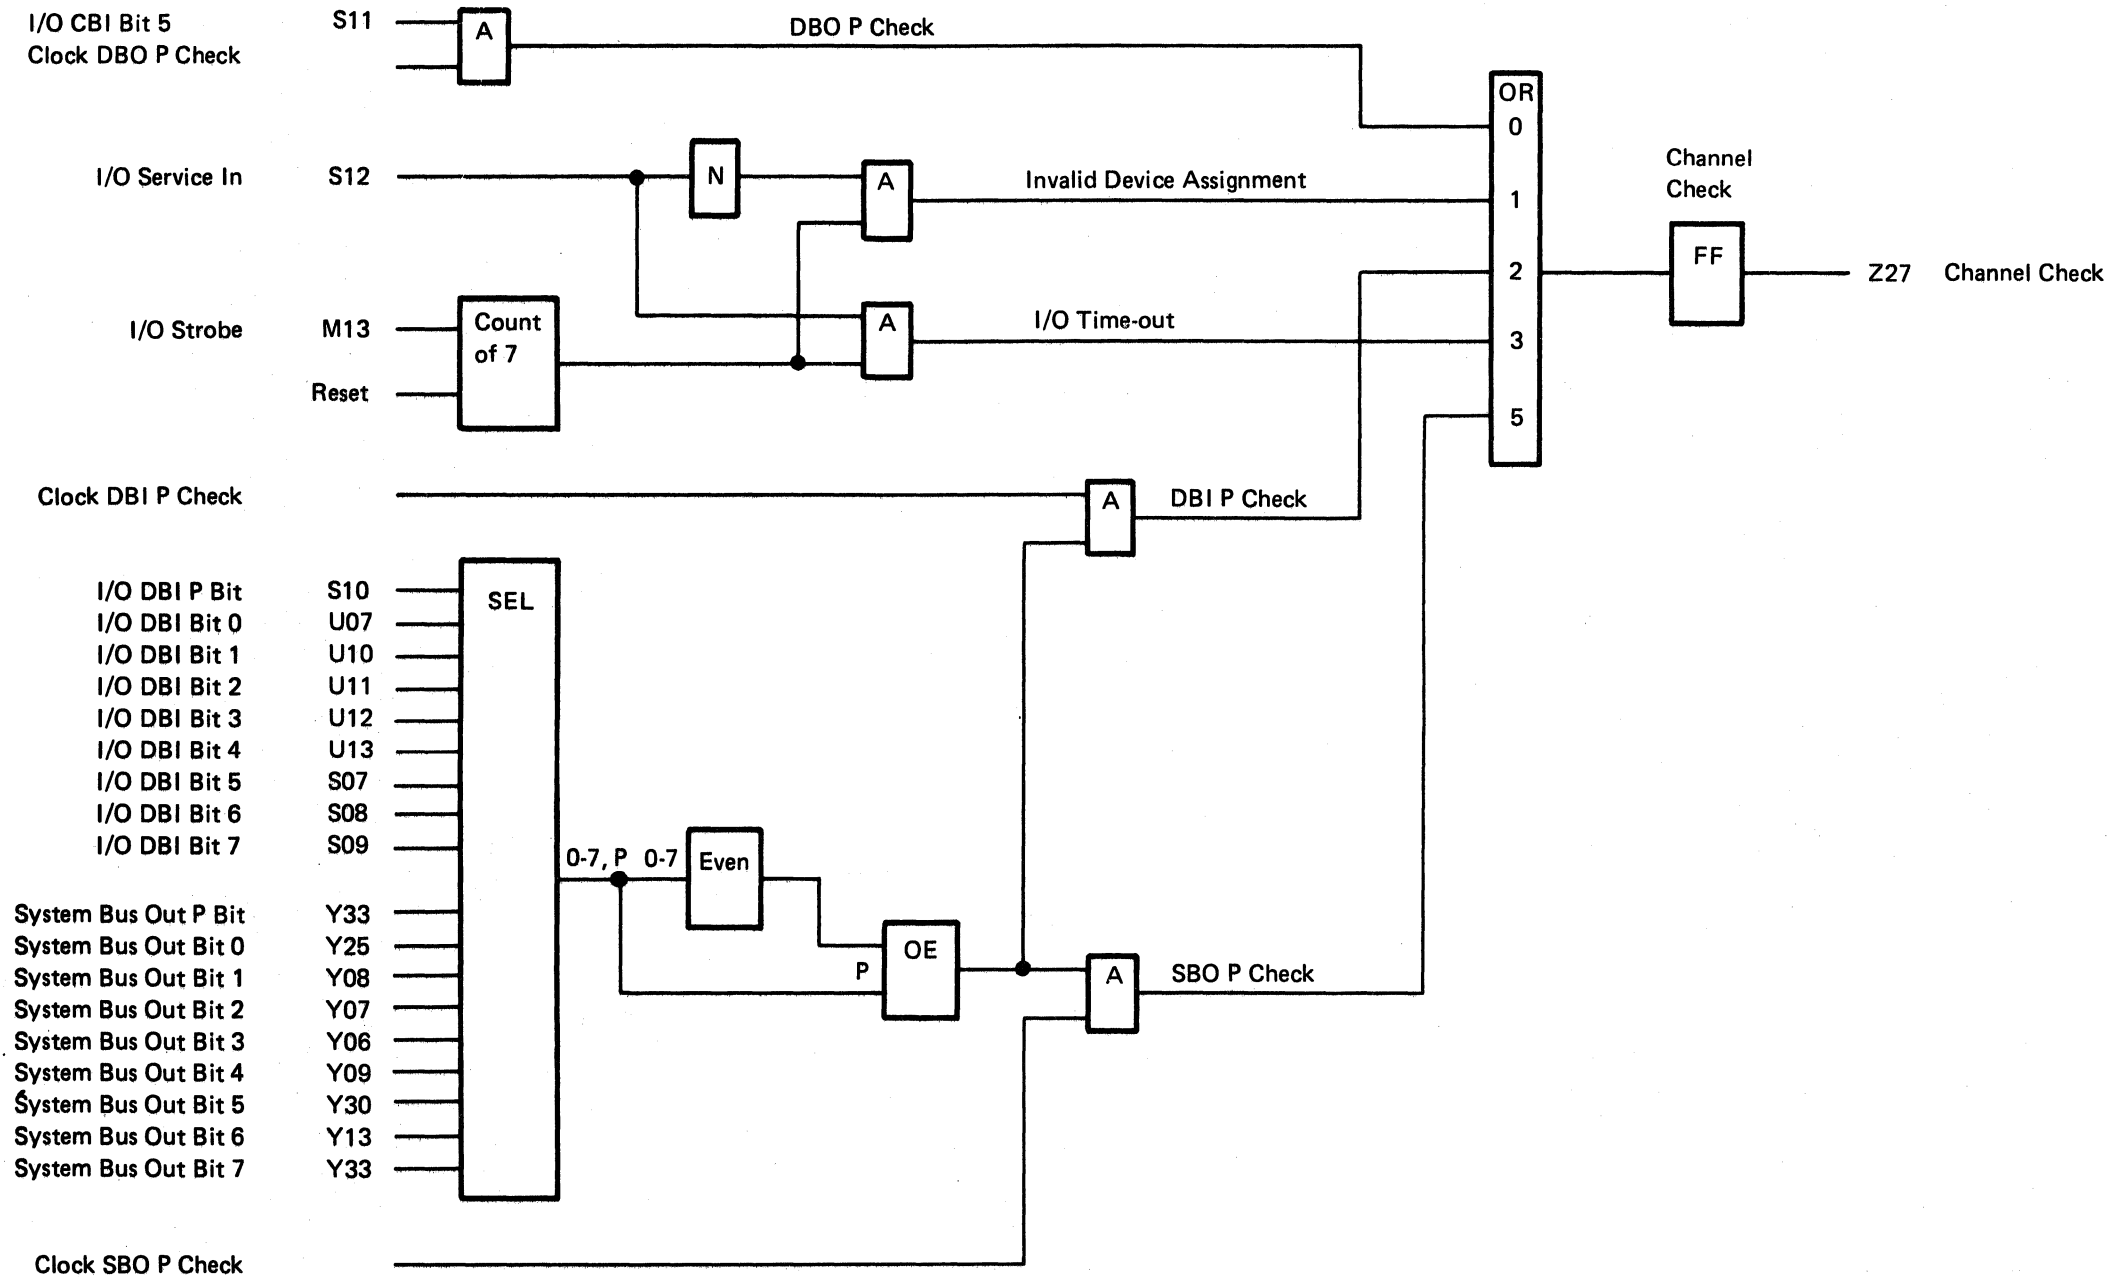 I/O CBI Bit 5 S11 A DBO P Check
Clock DBO P Check
OR
0
Channel
Check
I/O Service In S12 N A Invalid Device Assignment 1
FF
2 Z27 Channel Check
I/O Strobe M13 Count of 7 A I/O Time-out 3
Reset
5
Clock DBI P Check A DBI P Check
SEL
I/O DBI P Bit S10
I/O DBI Bit 0 U07
I/O DBI Bit 1 U10
I/O DBI Bit 2 U11
I/O DBI Bit 3 U12
I/O DBI Bit 4 U13
I/O DBI Bit 5 S07
I/O DBI Bit 6 S08
I/O DBI Bit 7 S09
0-7, P 0-7 Even
System Bus Out P Bit Y33
System Bus Out Bit 0 Y25
System Bus Out Bit 1 Y08
System Bus Out Bit 2 Y07
System Bus Out Bit 3 Y06
System Bus Out Bit 4 Y09
System Bus Out Bit 5 Y30
System Bus Out Bit 6 Y13
System Bus Out Bit 7 Y33
OE
P
A SBO P Check
Clock SBO P Check